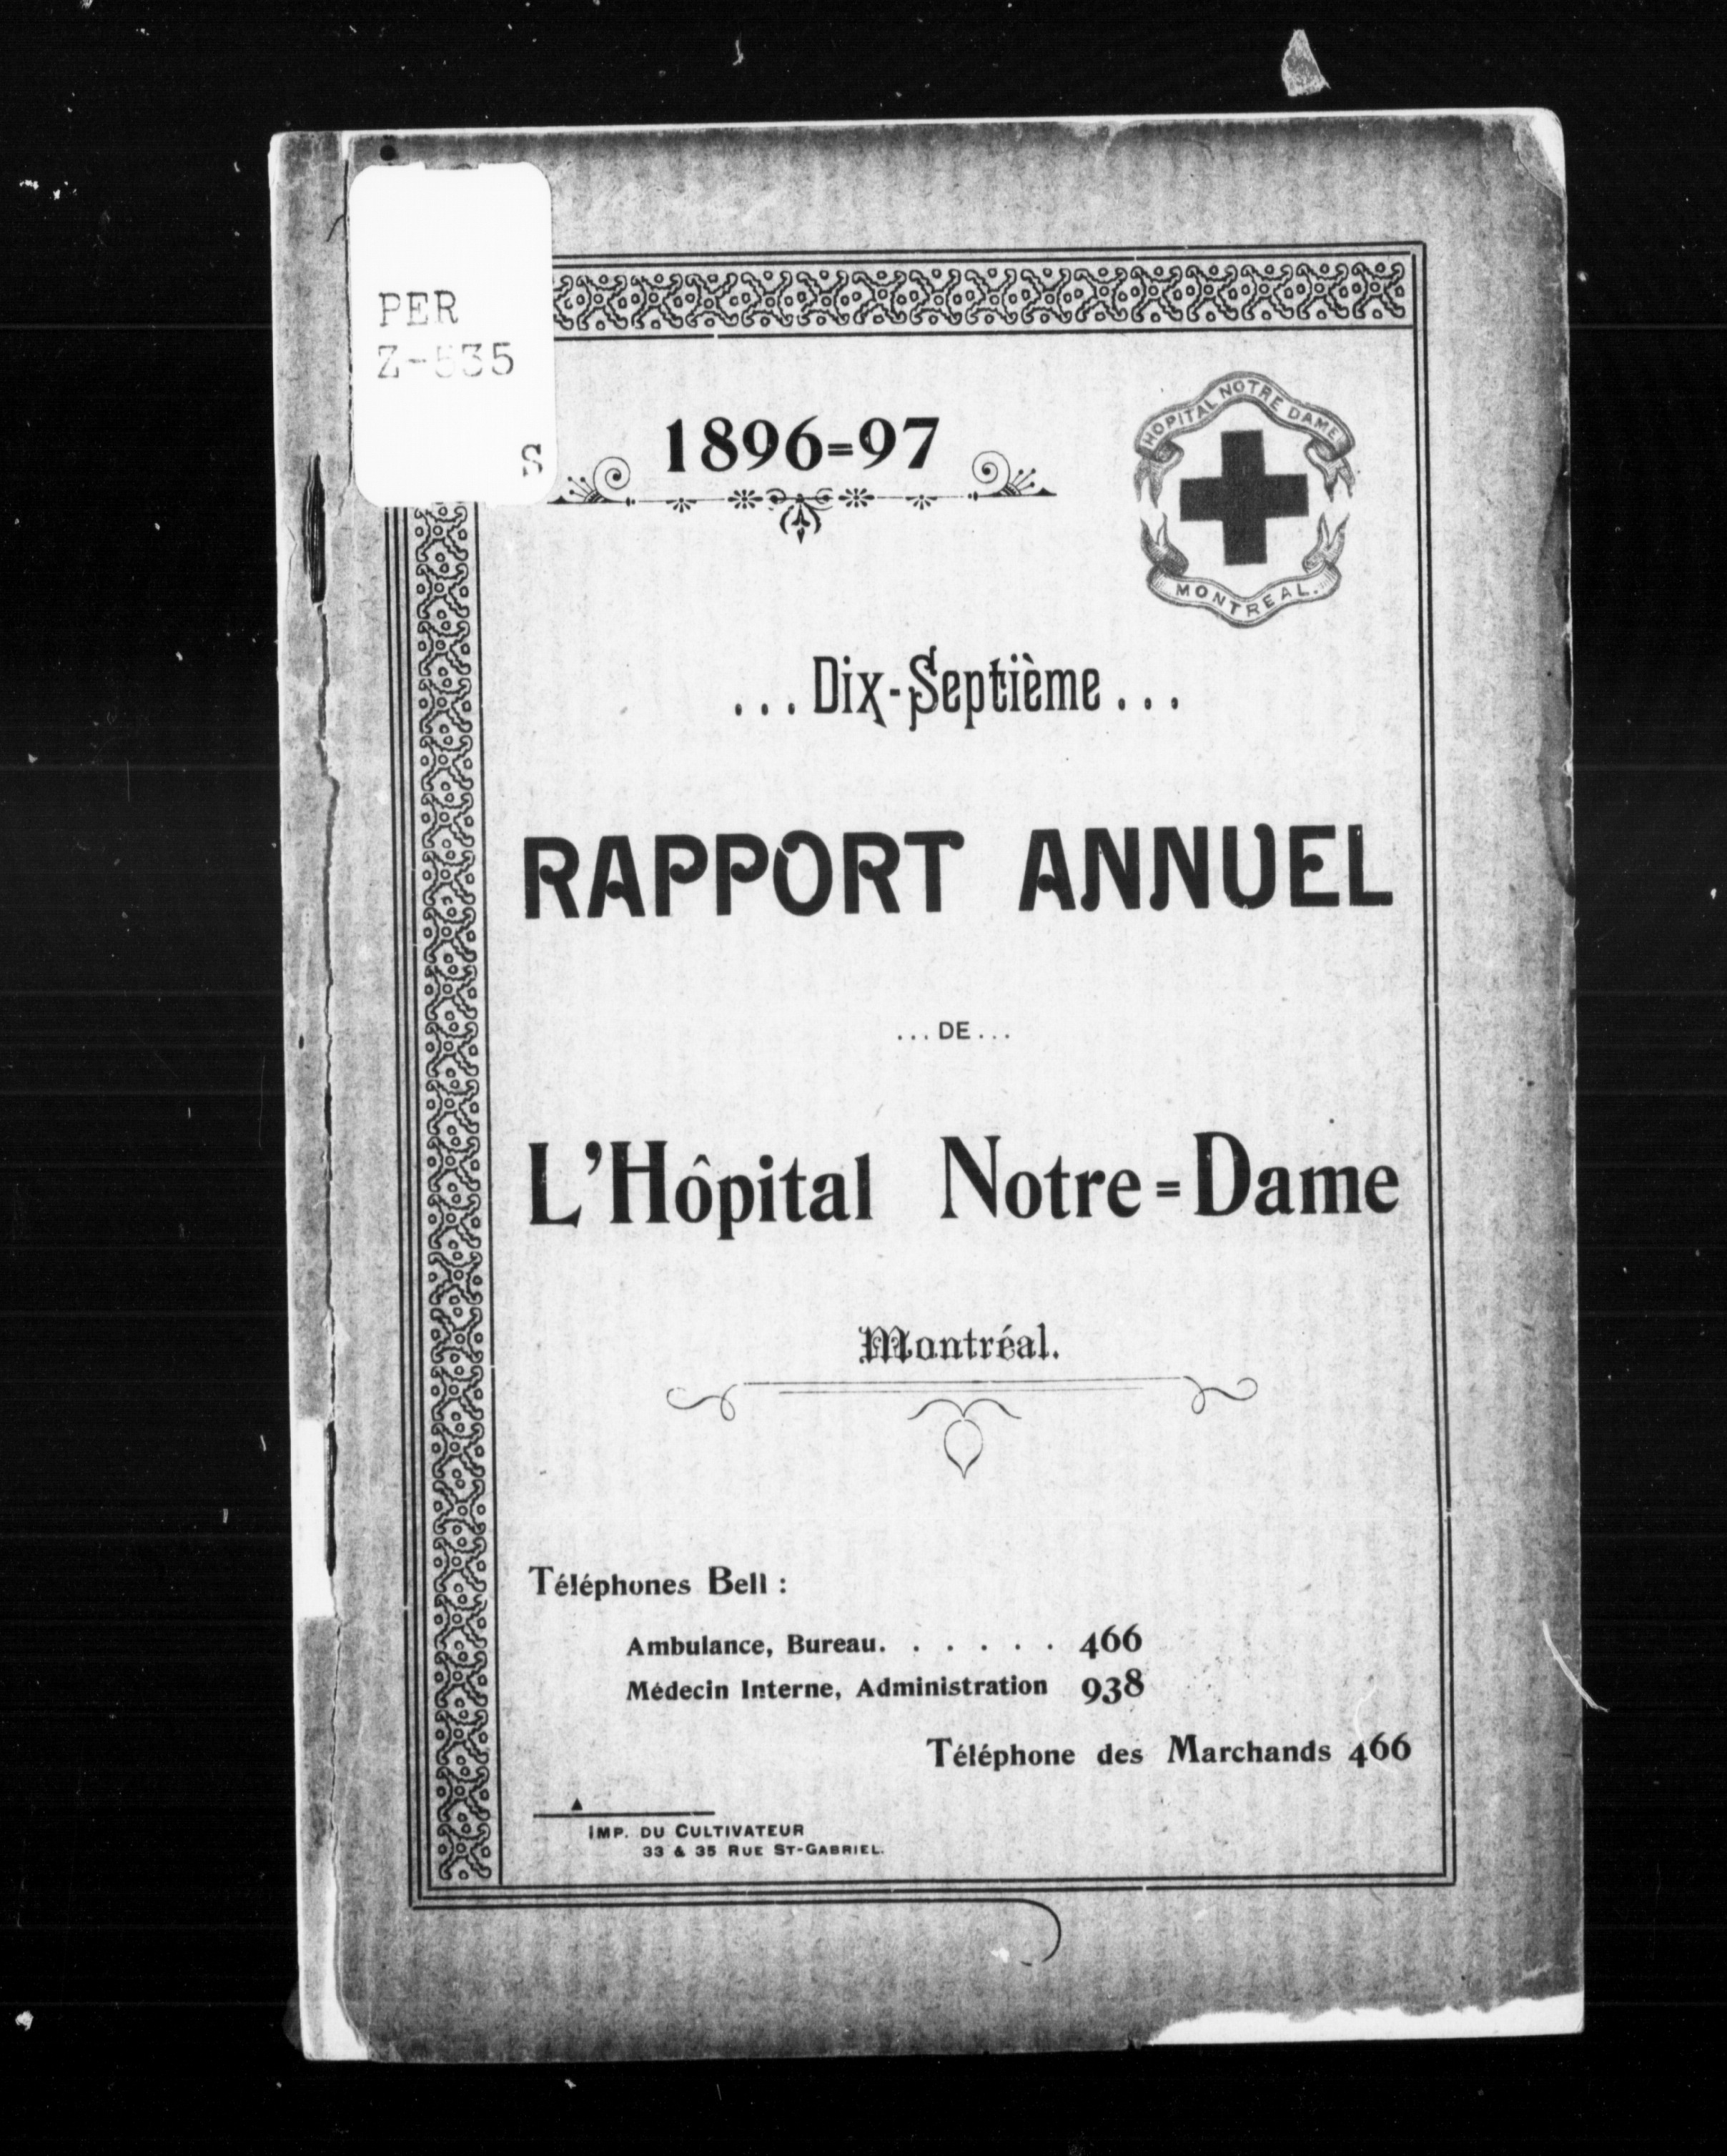 PER
Z-535
S
1896=97
HOPITAL NOTRE DAME
MONTREAL.
... Dix-Septième ...
RAPPORT ANNUEL
... DE ...
L'Hôpital Notre=Dame
Montréal.
Téléphones Bell :
Ambulance, Bureau. . . . . . 466
Médecin Interne, Administration 938
Téléphone des Marchands 466
IMP. DU CULTIVATEUR
33 & 35 RUE ST-GABRIEL.